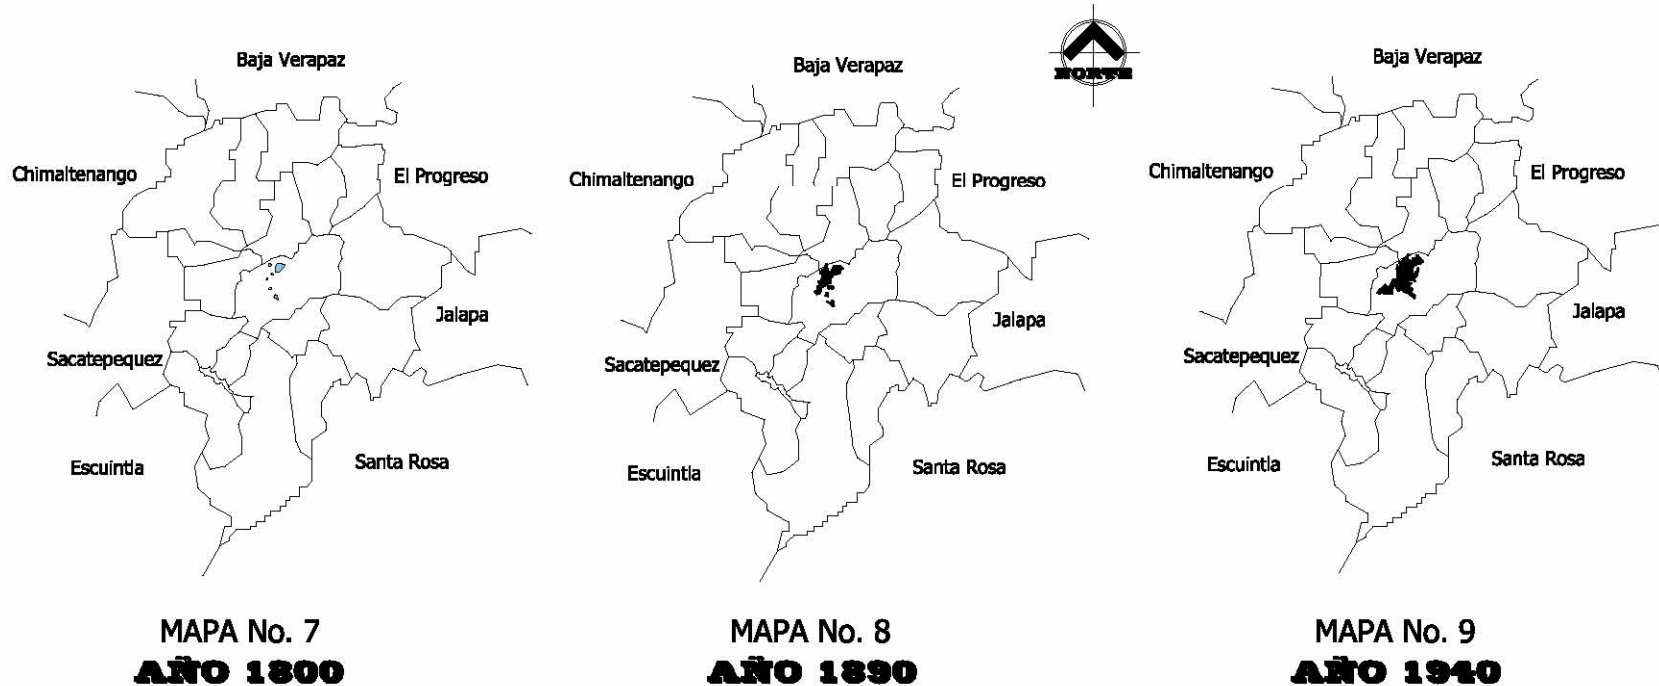 Baja Verapaz
Chimaltenango
El Progreso
Jalapa
Sacatepequez
Escuintla
Santa Rosa
MAPA No. 7
AÑO 1800
Baja Verapaz
Chimaltenango
El Progreso
Jalapa
Sacatepequez
Escuintla
Santa Rosa
MAPA No. 8
AÑO 1890
NORTE
Baja Verapaz
Chimaltenango
El Progreso
Jalapa
Sacatepequez
Escuintla
Santa Rosa
MAPA No. 9
AÑO 1940